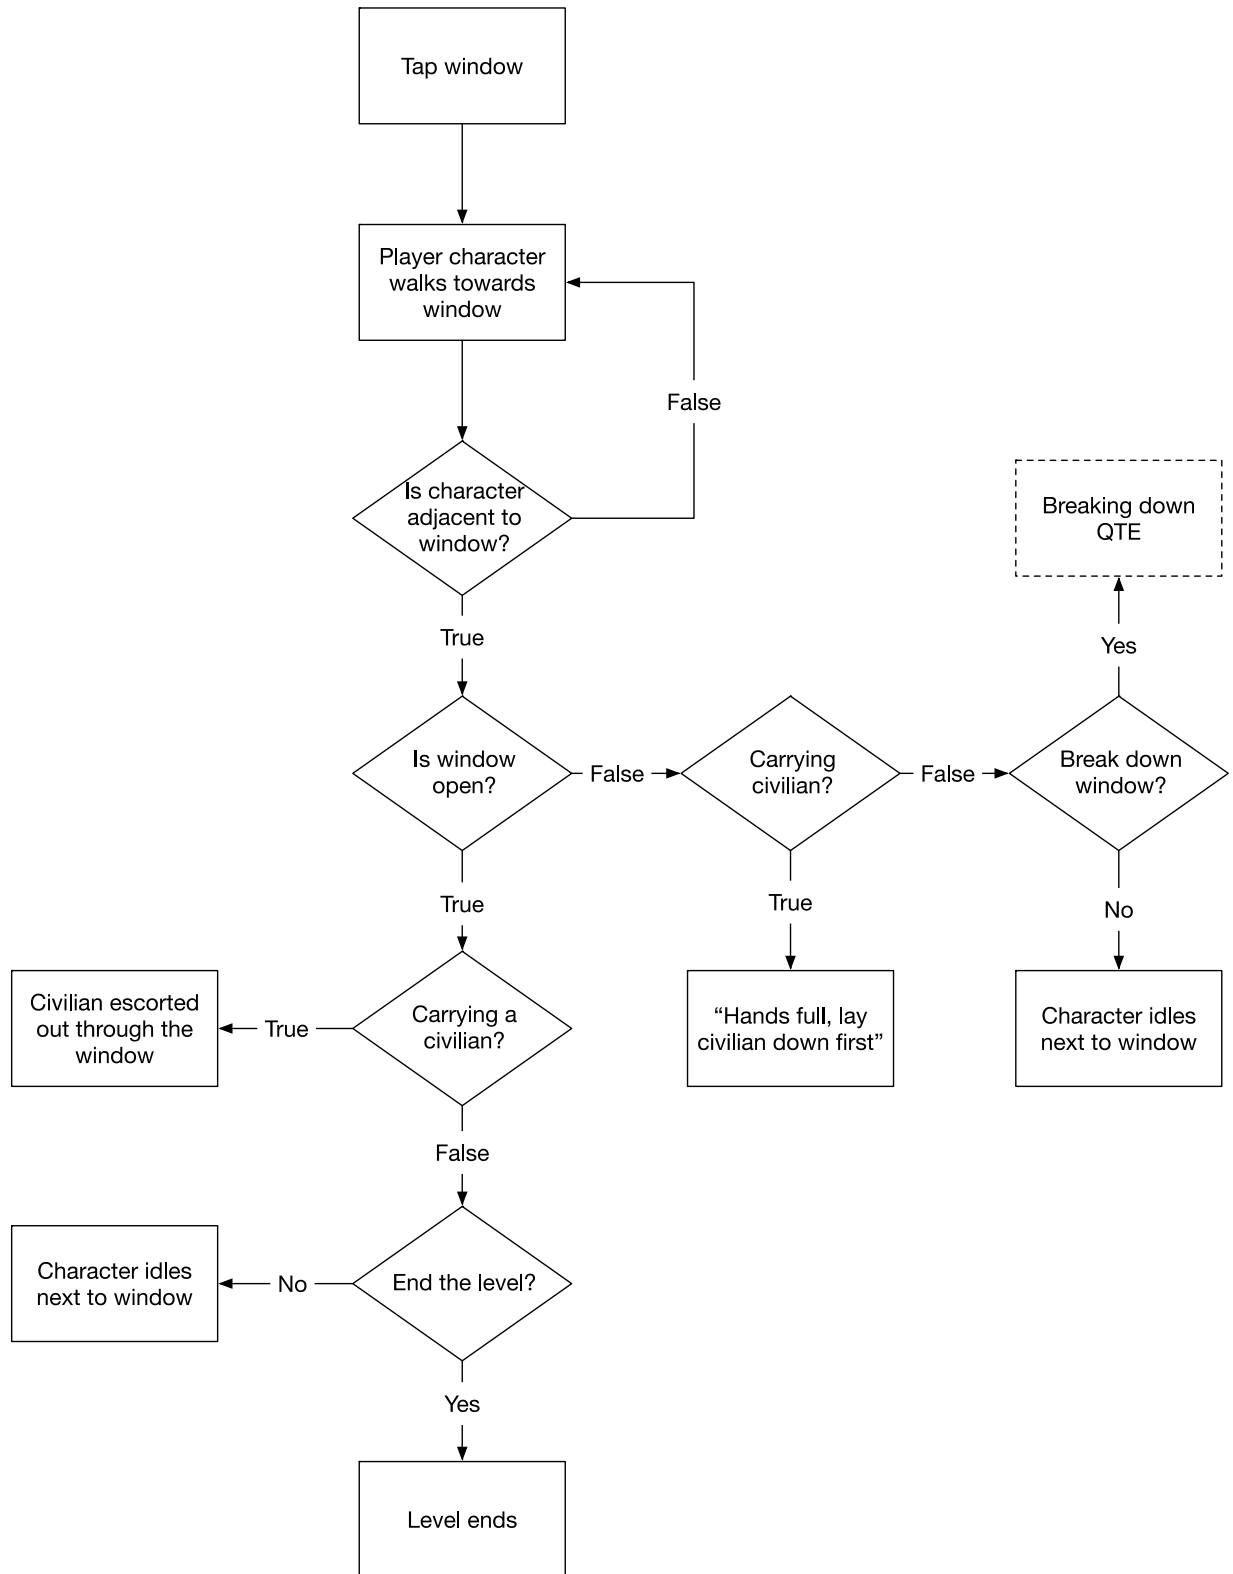 Tap window
Player character
walks towards
window
False
Is character
adjacent to
window?
True
Breaking down
QTE
Yes
Is window
open?
False
Carrying
civilian?
False
Break down
window?
True
True
No
Civilian escorted
out through the
window
True
Carrying a
civilian?
“Hands full, lay
civilian down first”
Character idles
next to window
False
Character idles
next to window
No
End the level?
Yes
Level ends